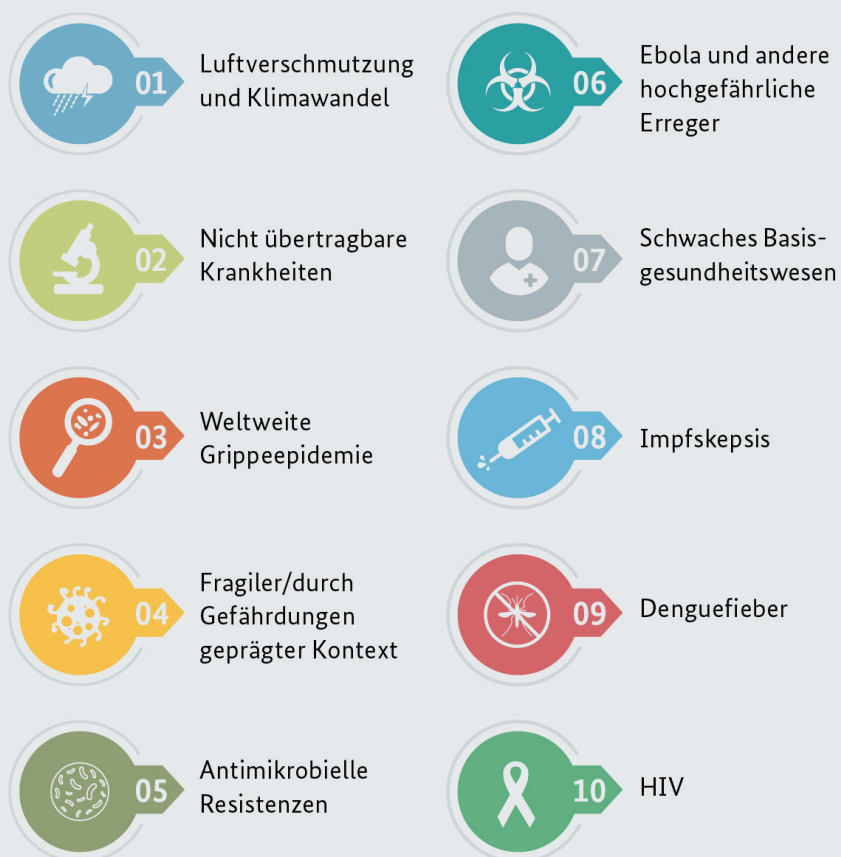 01
Luftverschmutzung
und Klimawandel
02
Nicht übertragbare
Krankheiten
03
Weltweite
Grippeepidemie
04
Fragiler/durch
Gefährdungen
geprägter Kontext
05
Antimikrobielle
Resistenzen
06
Ebola und andere
hochgefährliche
Erreger
07
Schwaches Basis-
gesundheitswesen
08
Impfskepsis
09
Denguefieber
10
HIV